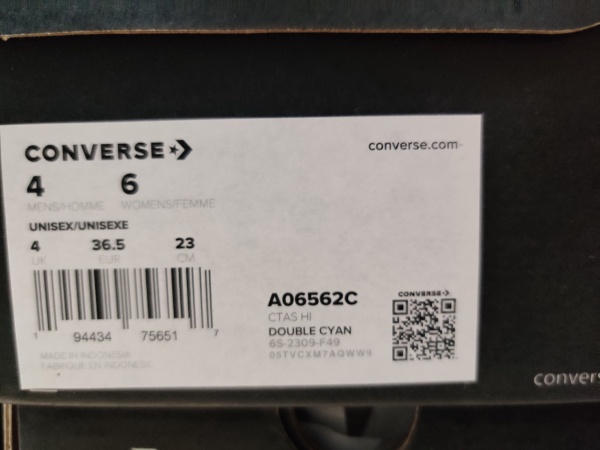 CONVERSE
converse.com
4 6
MENS/HOMME WOMENS/FEMME
UNISEX/UNISEXE
4 36.5 23
UK EUR CM
1 94434 75651 7
MADE IN INDONESIA
FABRIQUE EN INDONESIE
A06562C
CTAS HI
DOUBLE CYAN
6S-2309-F49
05TVCXM7AQWW9
CONVERSE
convers